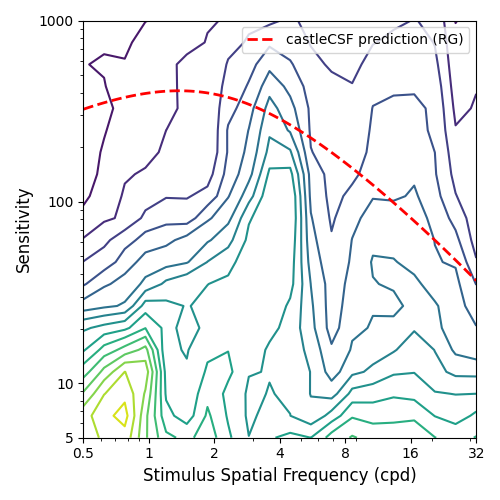 1000
castleCSF prediction (RG)
100
10
5
Sensitivity
0.5 1 2 4 8 16 32
Stimulus Spatial Frequency (cpd)